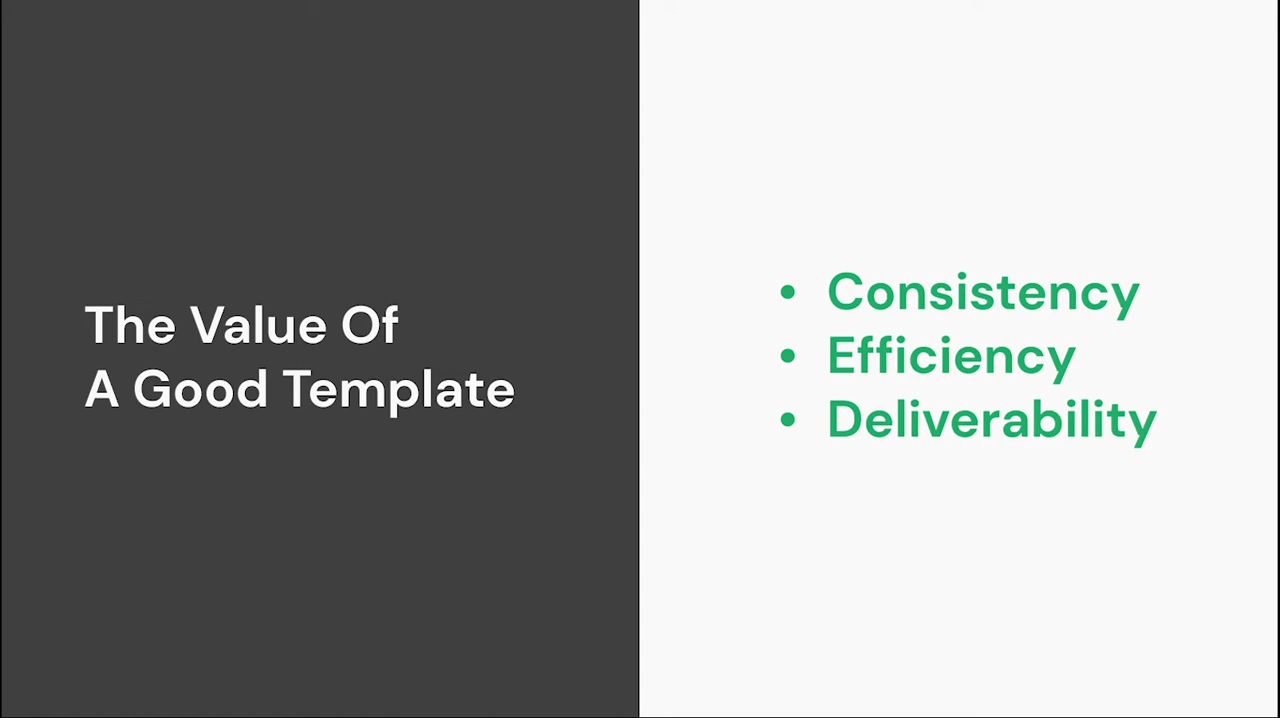 The Value Of
A Good Template
• Consistency
• Efficiency
• Deliverability